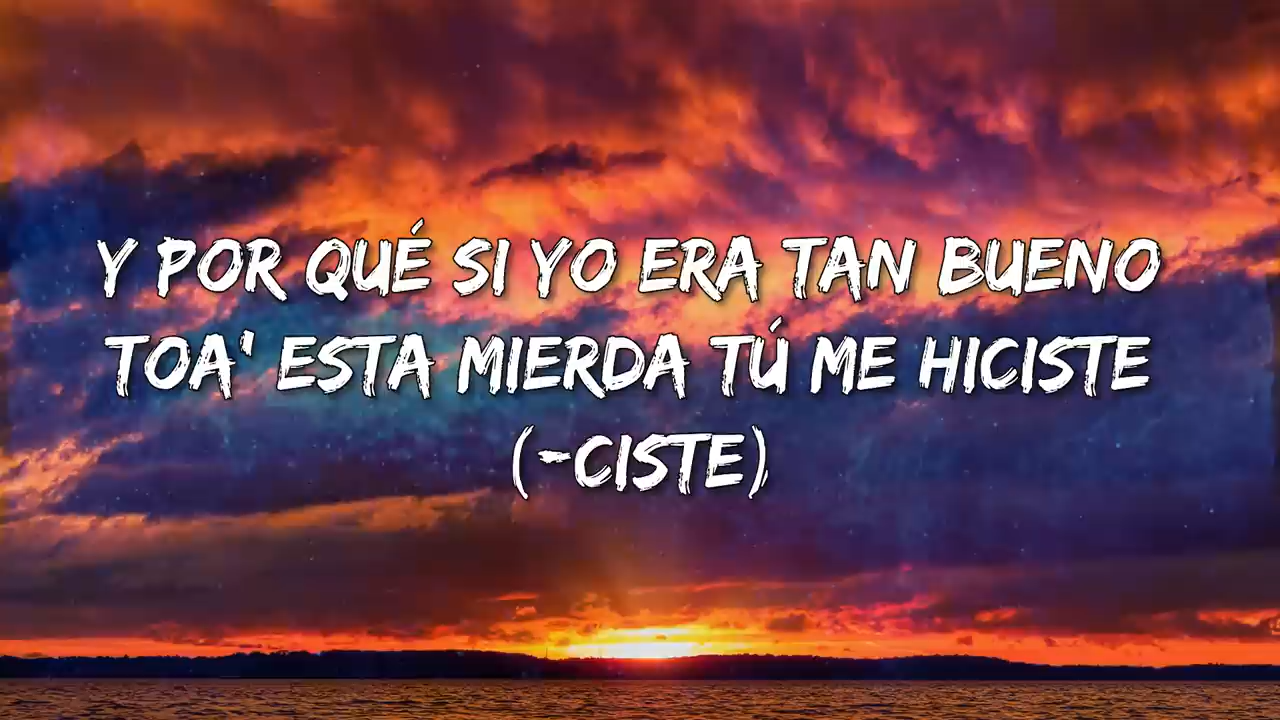 Y POR QUÉ SI YO ERA TAN BUENO
TOA' ESTA MIERDA TÚ ME HICISTE
(-CISTE)